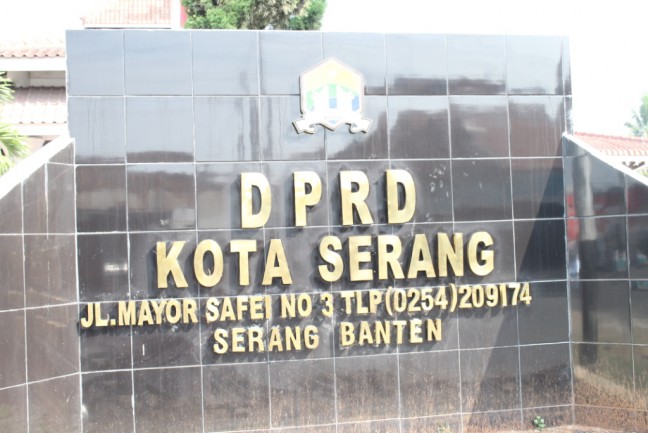 DPRD
KOTA SERANG
JL.MAYOR SAFEI NO 3 TLP(0254)209174
SERANG BANTEN